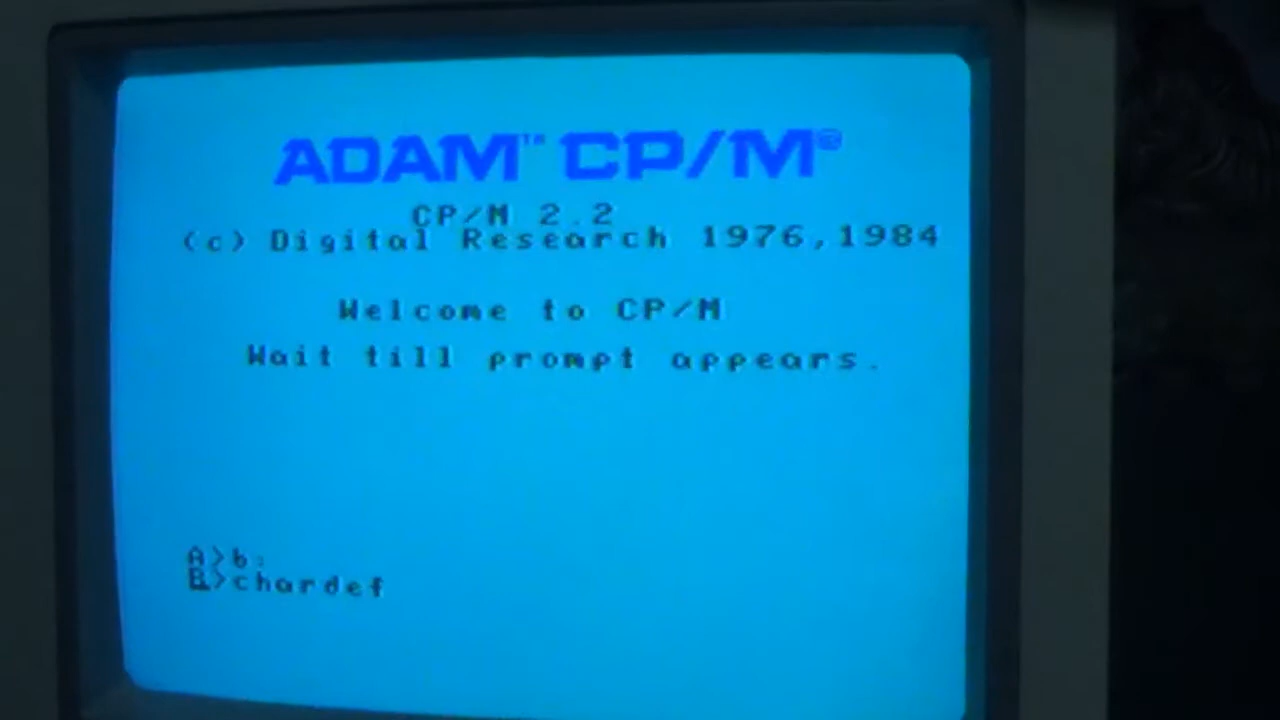 ADAM™ CP/M®
CP/M 2.2
(c) Digital Research 1976,1984
Welcome to CP/M
Wait till prompt appears.
A>b:
B>chardef